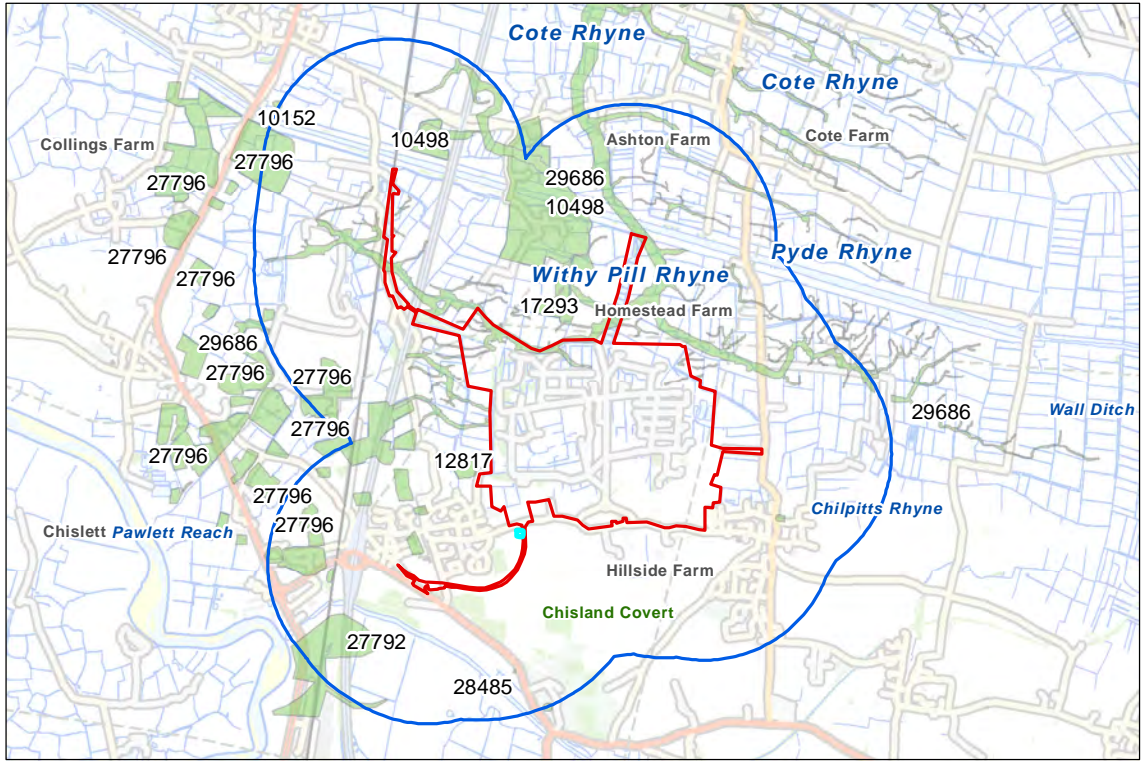 Cote Rhyne
Cote Rhyne
10152
Collings Farm
10498
Ashton Farm
Cote Farm
27796
27796
29686
10498
27796
Pyde Rhyne
27796
Withy Pill Rhyne
17293
Homestead Farm
29686
27796
27796
29686
Wall Ditch
27796
27796
12817
27796
Chilpitts Rhyne
27796
Chislett
Pawlett Reach
Hillside Farm
Chisland Covert
27792
28485